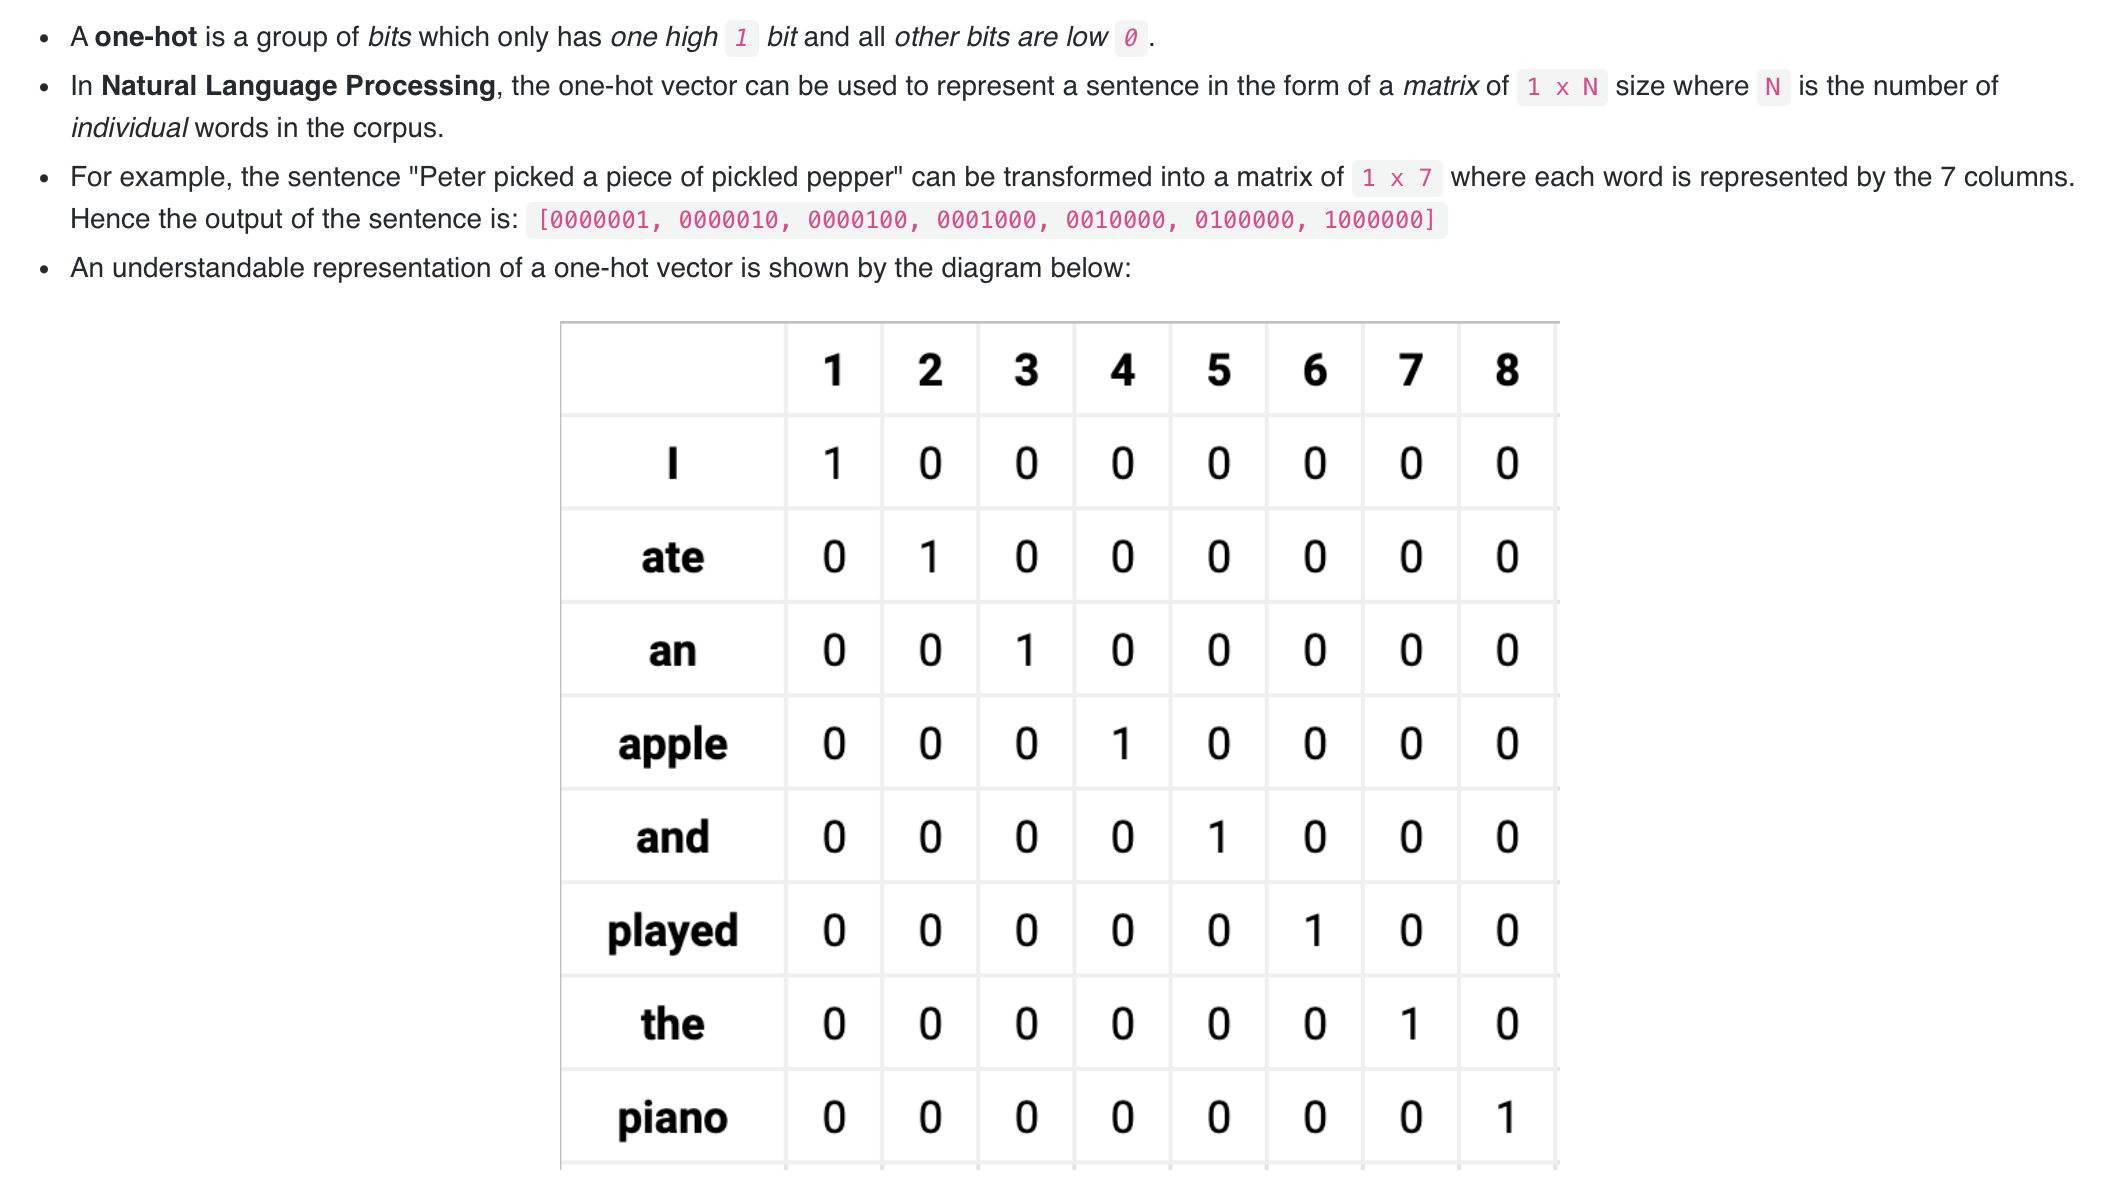 A one-hot is a group of bits which only has one high 1 bit and all other bits are low 0 .
In Natural Language Processing, the one-hot vector can be used to represent a sentence in the form of a matrix of 1 x N size where N is the number of
individual words in the corpus.
For example, the sentence "Peter picked a piece of pickled pepper" can be transformed into a matrix of 1 x 7 where each word is represented by the 7 columns.
Hence the output of the sentence is: [0000001, 0000010, 0000100, 0001000, 0010000, 0100000, 1000000]
An understandable representation of a one-hot vector is shown by the diagram below:
1 2 3 4 5 6 7 8
I 1 0 0 0 0 0 0 0
ate 0 1 0 0 0 0 0 0
an 0 0 1 0 0 0 0 0
apple 0 0 0 1 0 0 0 0
and 0 0 0 0 1 0 0 0
played 0 0 0 0 0 1 0 0
the 0 0 0 0 0 0 1 0
piano 0 0 0 0 0 0 0 1